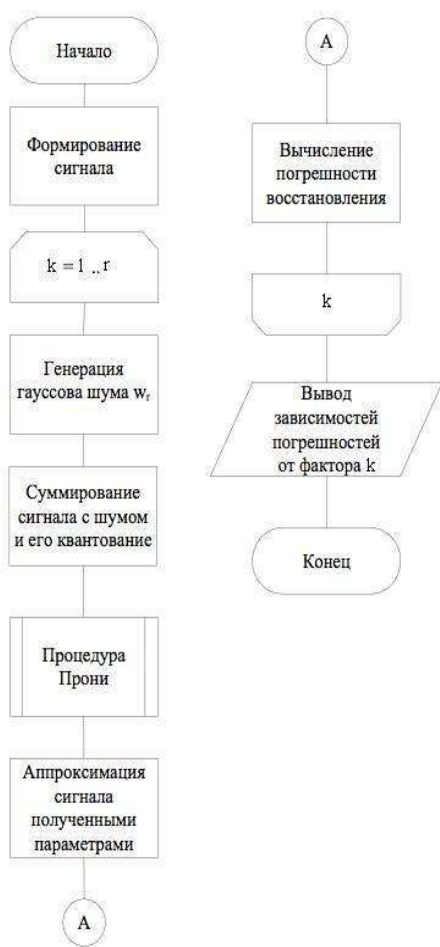 Начало
Формирование
сигнала
k = 1 .. r
Генерация
гауссова шума wᵣ
Суммирование
сигнала с шумом
и его квантование
Процедура
Прони
Аппроксимация
сигнала
полученными
параметрами
А
А
Вычисление
погрешности
восстановления
k
Вывод
зависимостей
погрешностей
от фактора k
Конец